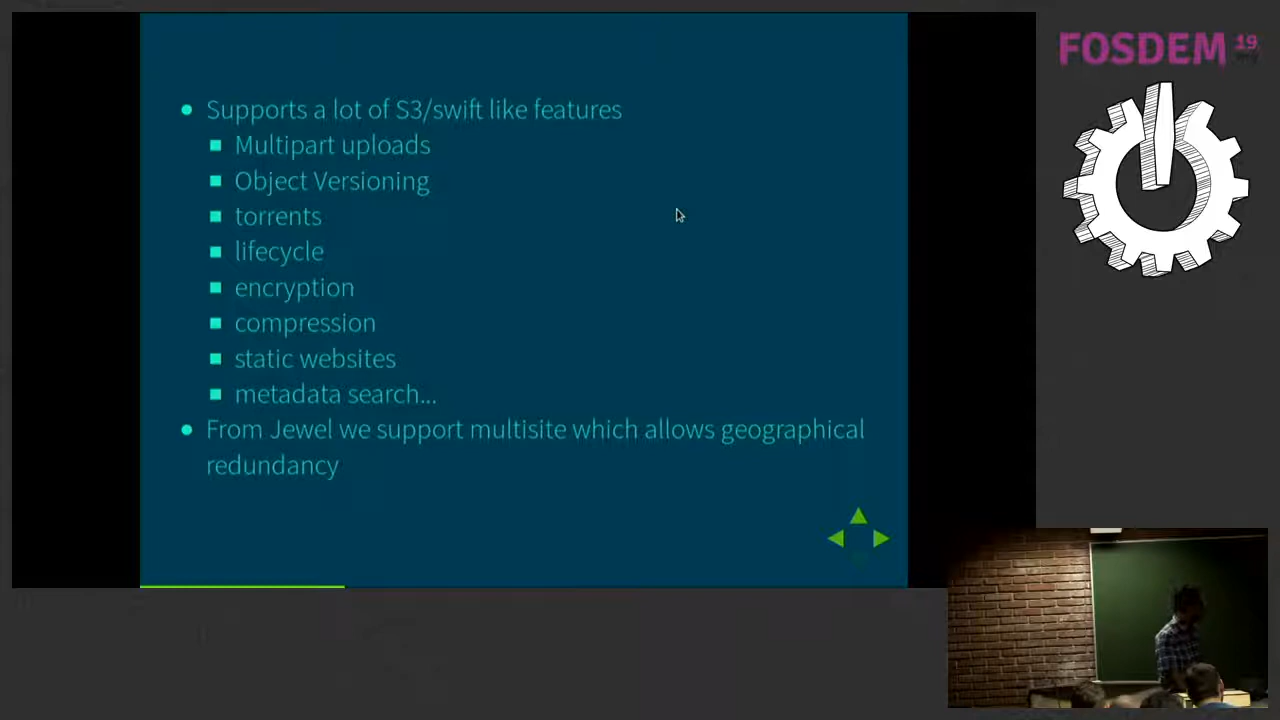 Supports a lot of S3/swift like features
Multipart uploads
Object Versioning
torrents
lifecycle
encryption
compression
static websites
metadata search...
From Jewel we support multisite which allows geographical
redundancy
FOSDEM 19